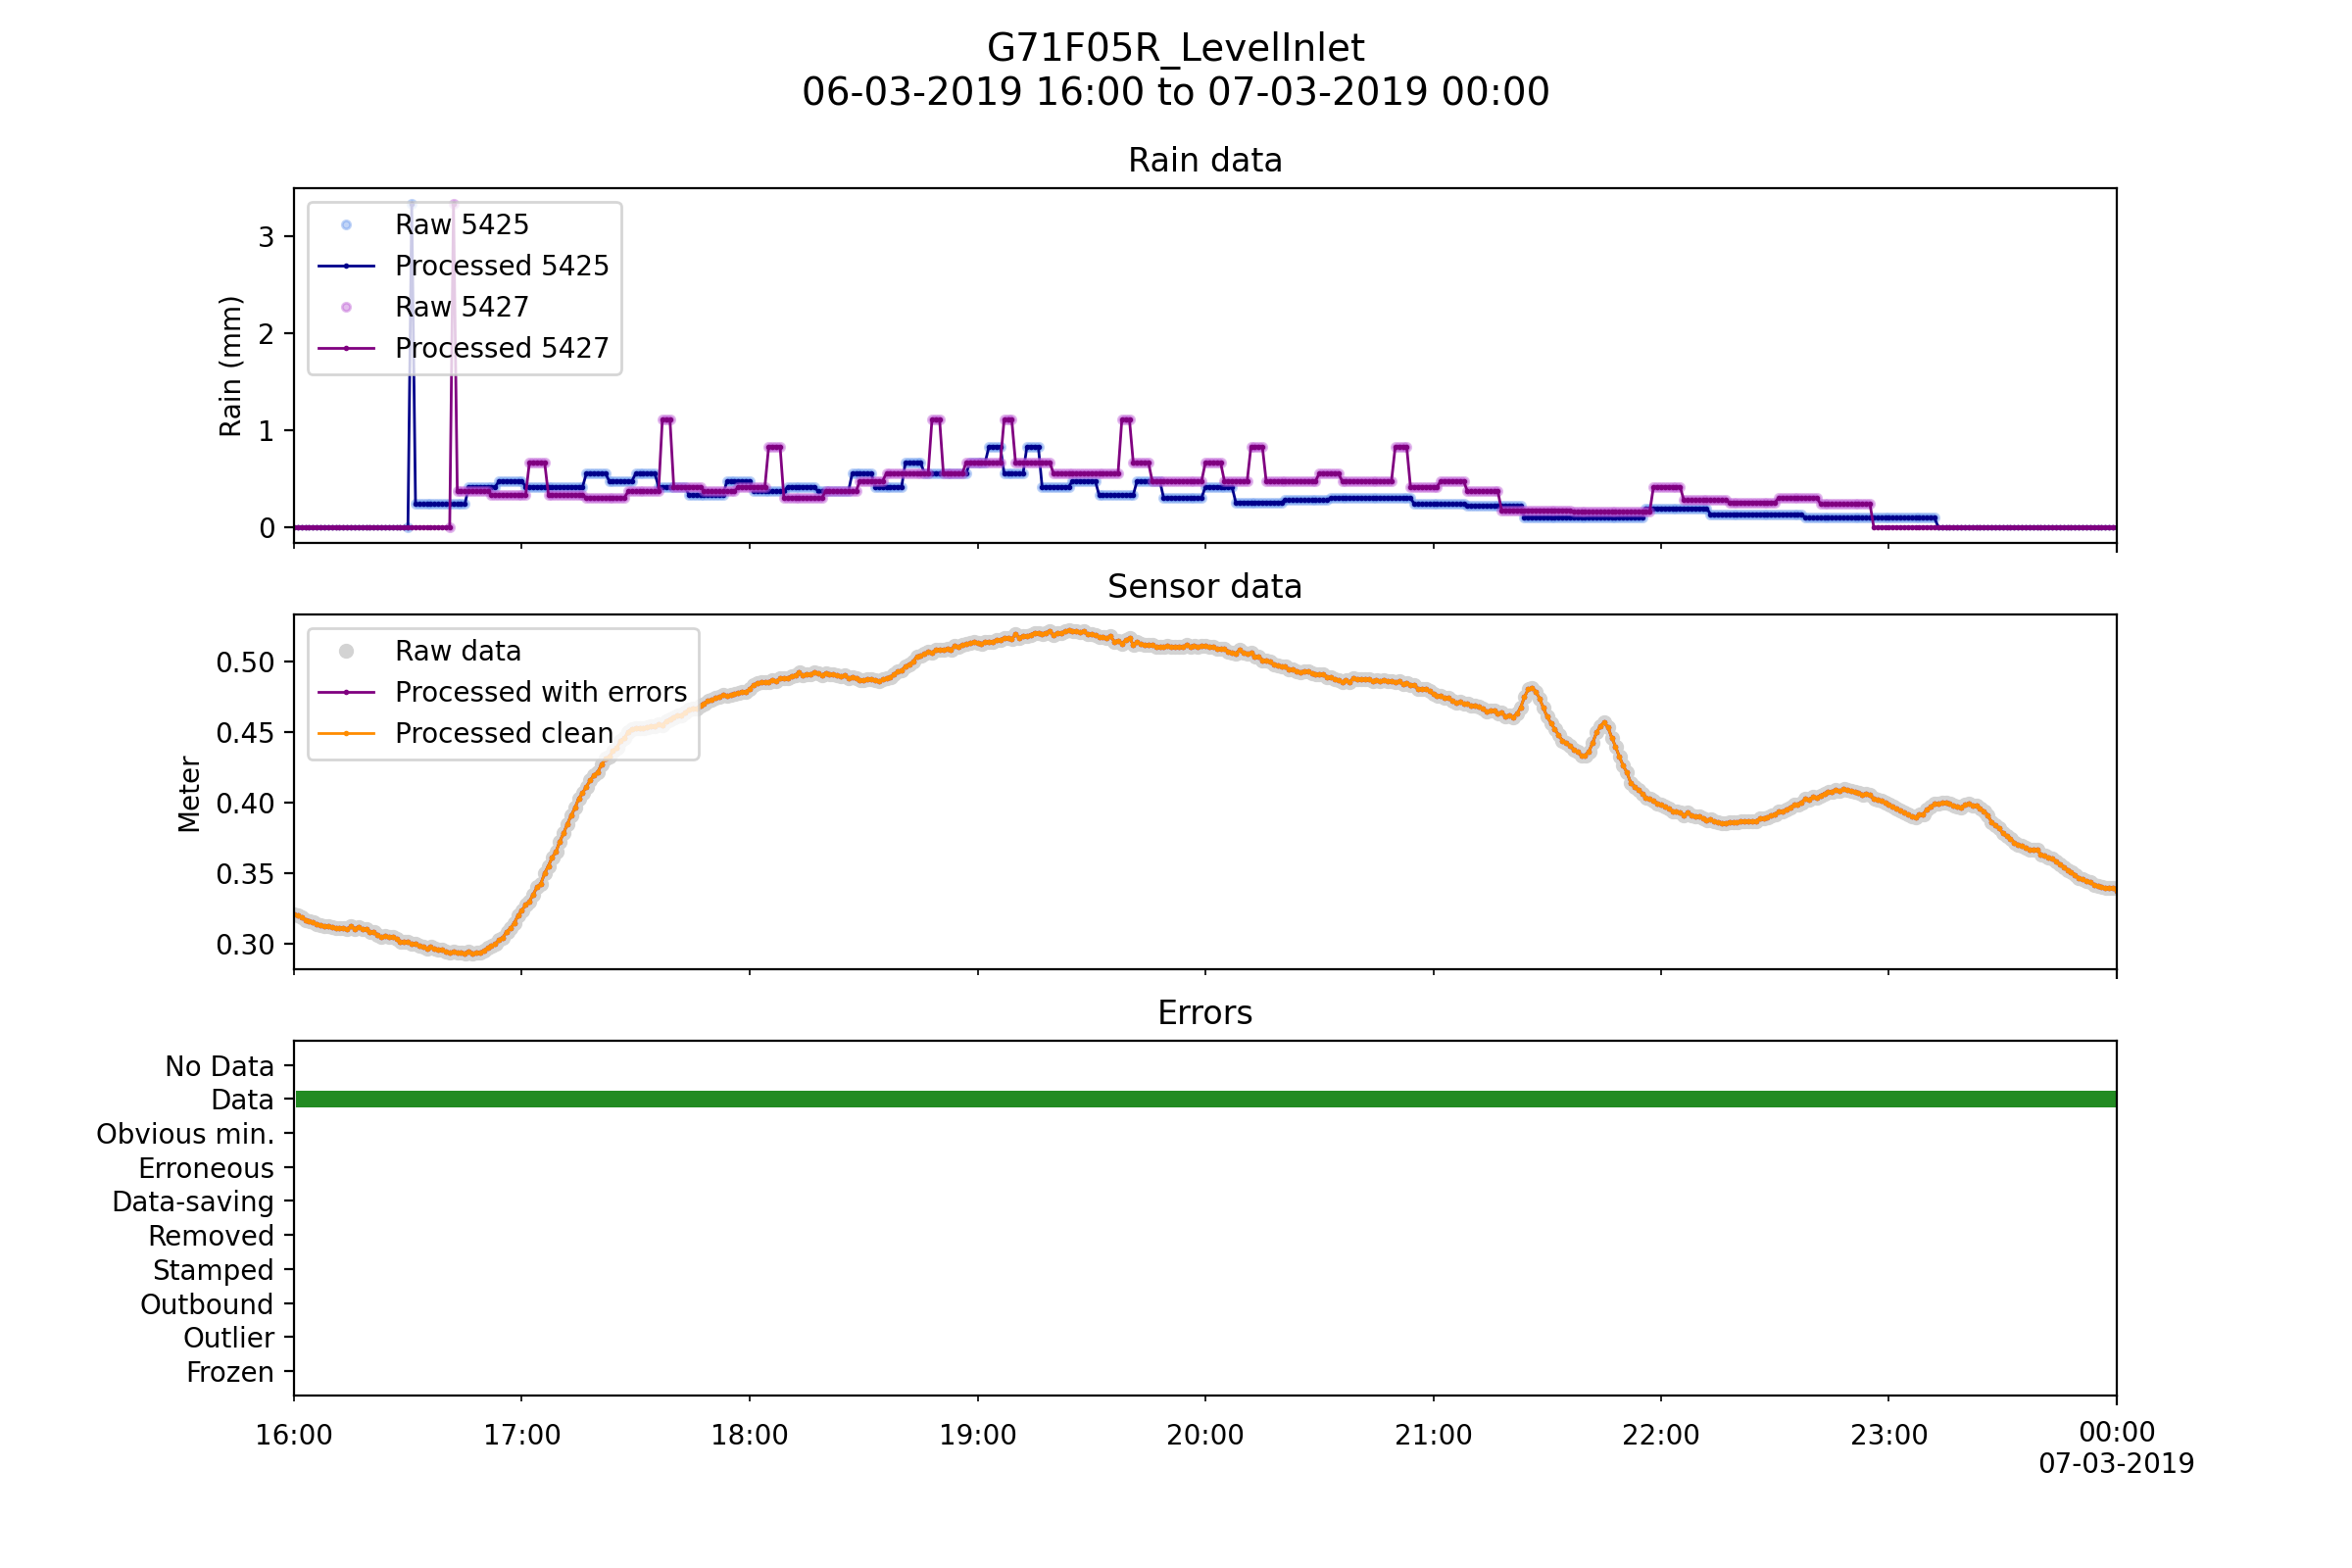 G71F05R_LevelInlet
06-03-2019 16:00 to 07-03-2019 00:00
Rain data
Rain (mm)
3
2
1
0
Raw 5425
Processed 5425
Raw 5427
Processed 5427
Sensor data
Meter
0.50
0.45
0.40
0.35
0.30
Raw data
Processed with errors
Processed clean
Errors
No Data
Data
Obvious min.
Erroneous
Data-saving
Removed
Stamped
Outbound
Outlier
Frozen
16:00 17:00 18:00 19:00 20:00 21:00 22:00 23:00 00:00
07-03-2019